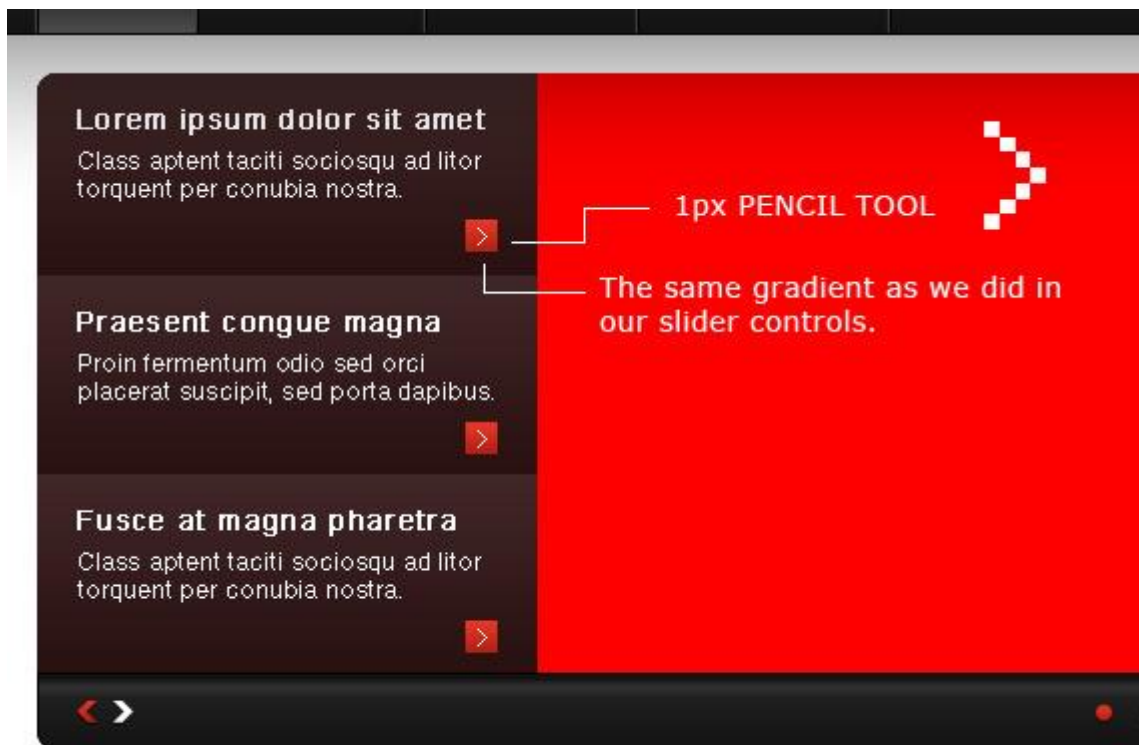 Lorem ipsum dolor sit amet
Class aptent taciti sociosqu ad litor
torquent per conubia nostra.
1px PENCIL TOOL
The same gradient as we did in
our slider controls.
Praesent congue magna
Proin fermentum odio sed orci
placerat suscipit, sed porta dapibus.
Fusce at magna pharetra
Class aptent taciti sociosqu ad litor
torquent per conubia nostra.